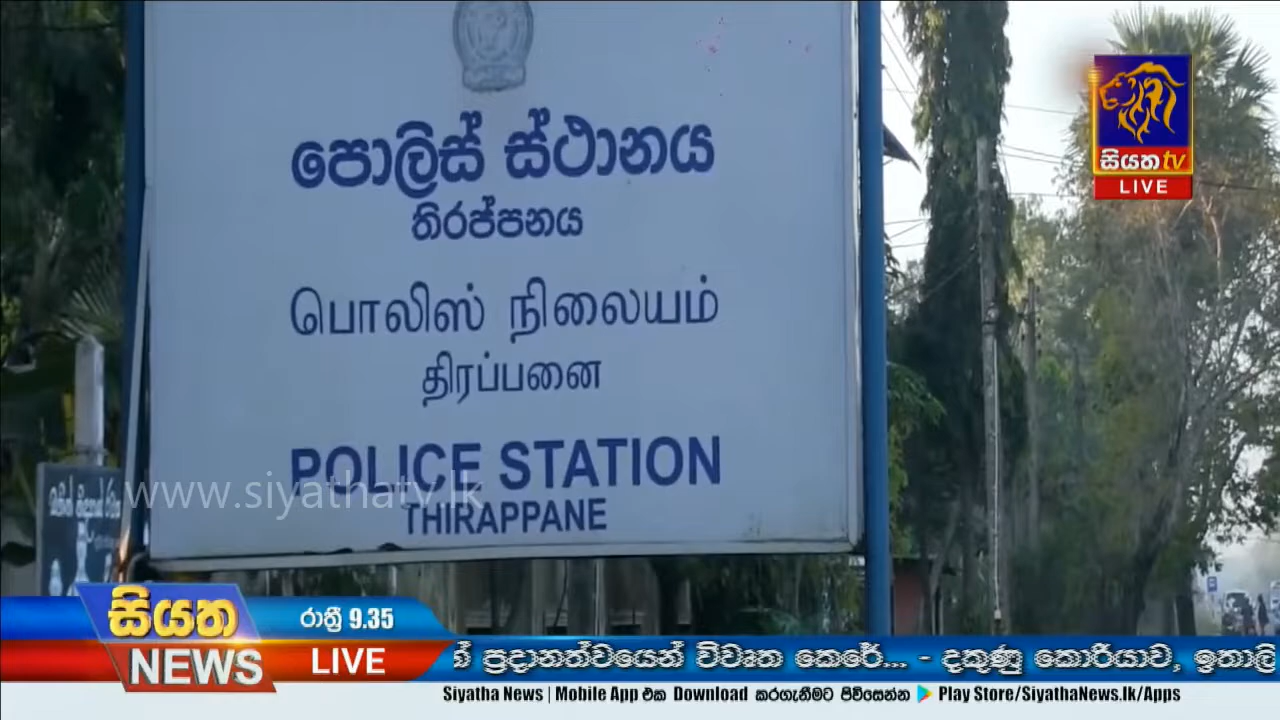 පොලිස් ස්ථානය
තිරප්පනය
பொலிஸ் நிலையம்
திரப்பனை
POLICE STATION
THIRAPPANE
www.siyathatv.lk
සියත tv
LIVE
සියත
NEWS
රාත්‍රී 9.35
LIVE
ප්‍රදානත්වයෙන් විවෘත කෙරේ... - දකුණු කොරියාව, ඉතාලි
Siyatha News | Mobile App එක Download කරගැනීමට පිවිසෙන්න Play Store/SiyathaNews.lk/Apps